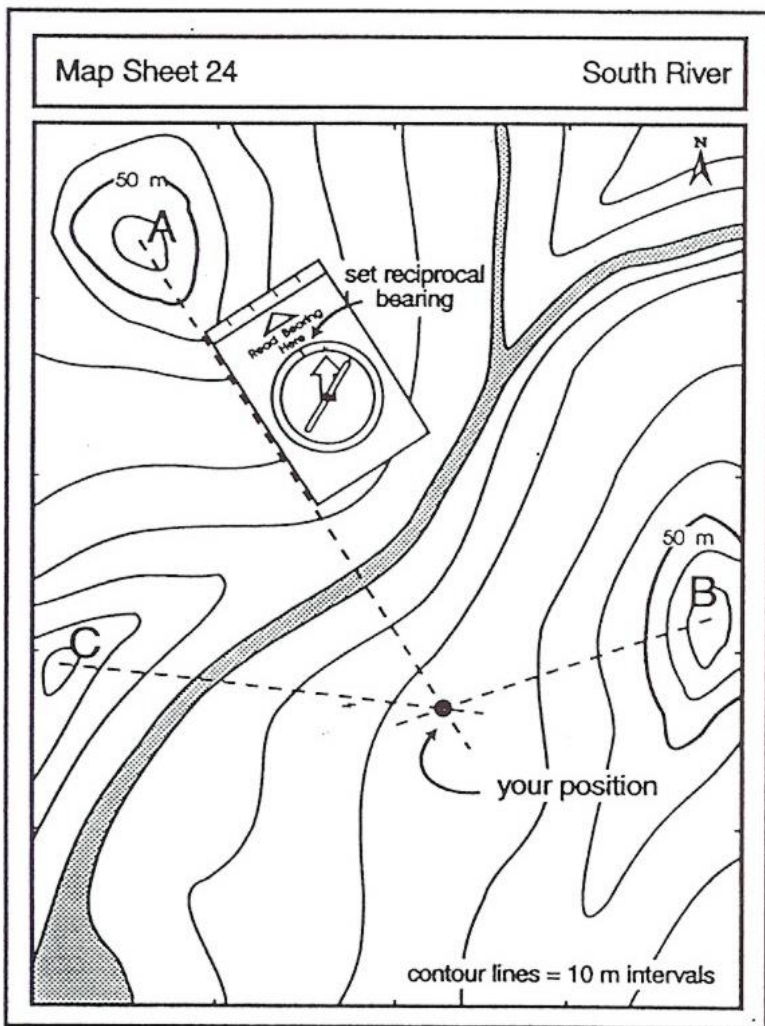 Map Sheet 24 South River
N
50 m
A
set reciprocal
bearing
Read Bearing
Here
50 m
B
C
your position
contour lines = 10 m intervals